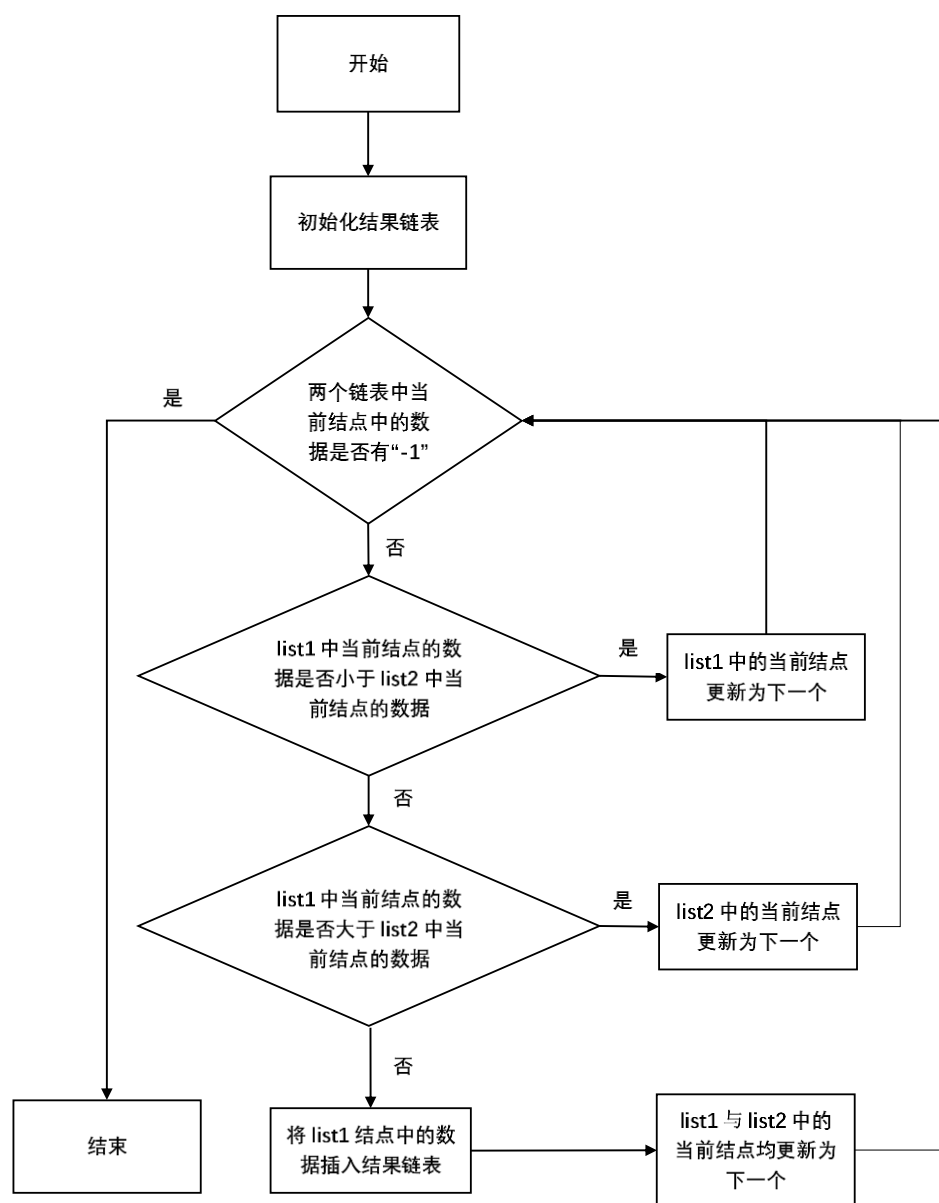 开始
初始化结果链表
两个链表中当
前结点中的数
据是否有“-1”
是
否
list1 中当前结点的数
据是否小于 list2 中当
前结点的数据
是
list1 中的当前结点
更新为下一个
否
list1 中当前结点的数
据是否大于 list2 中当
前结点的数据
是
list2 中的当前结点
更新为下一个
否
结束
将 list1 结点中的数
据插入结果链表
list1 与 list2 中的
当前结点均更新为
下一个